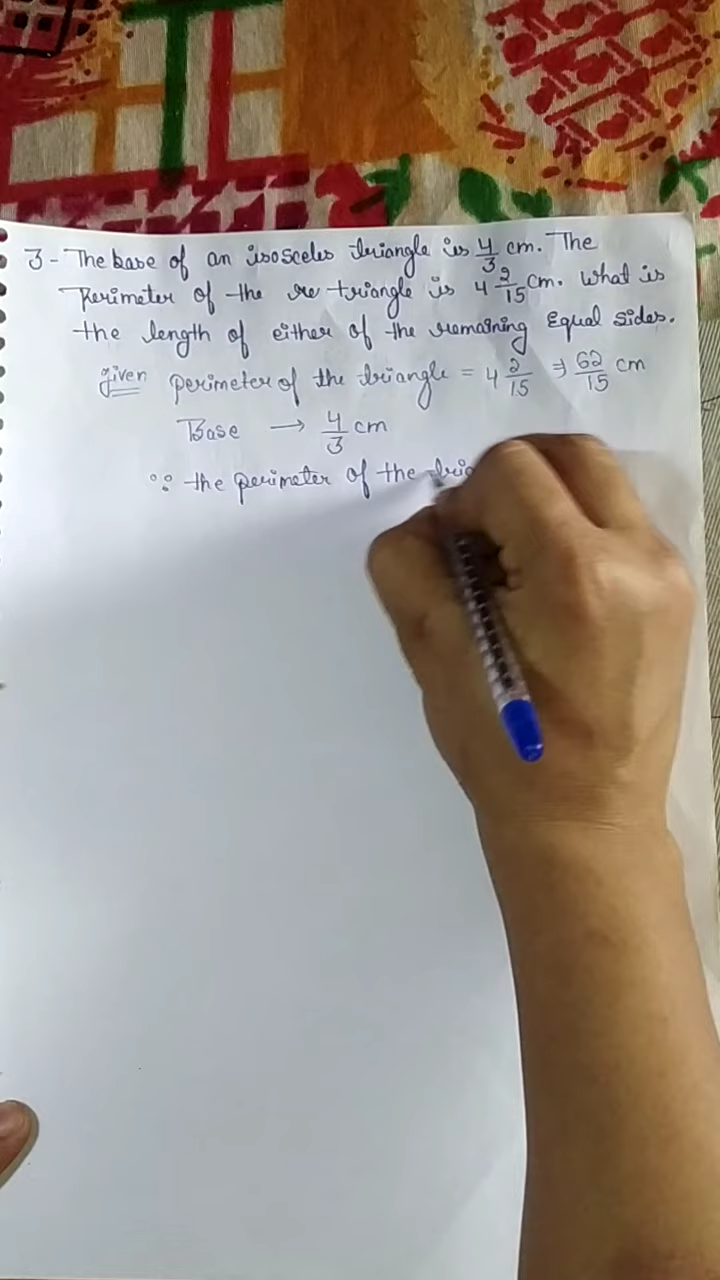 3 - The base of an isosceles triangle is 4/3 cm. The
Perimeter of the re triangle is 4 2/15 cm. What is
the length of either of the remaining Equal sides.
given perimeter of the triangle = 4 2/15 ⇒ 62/15 cm
Base → 4/3 cm
∵ the perimeter of the